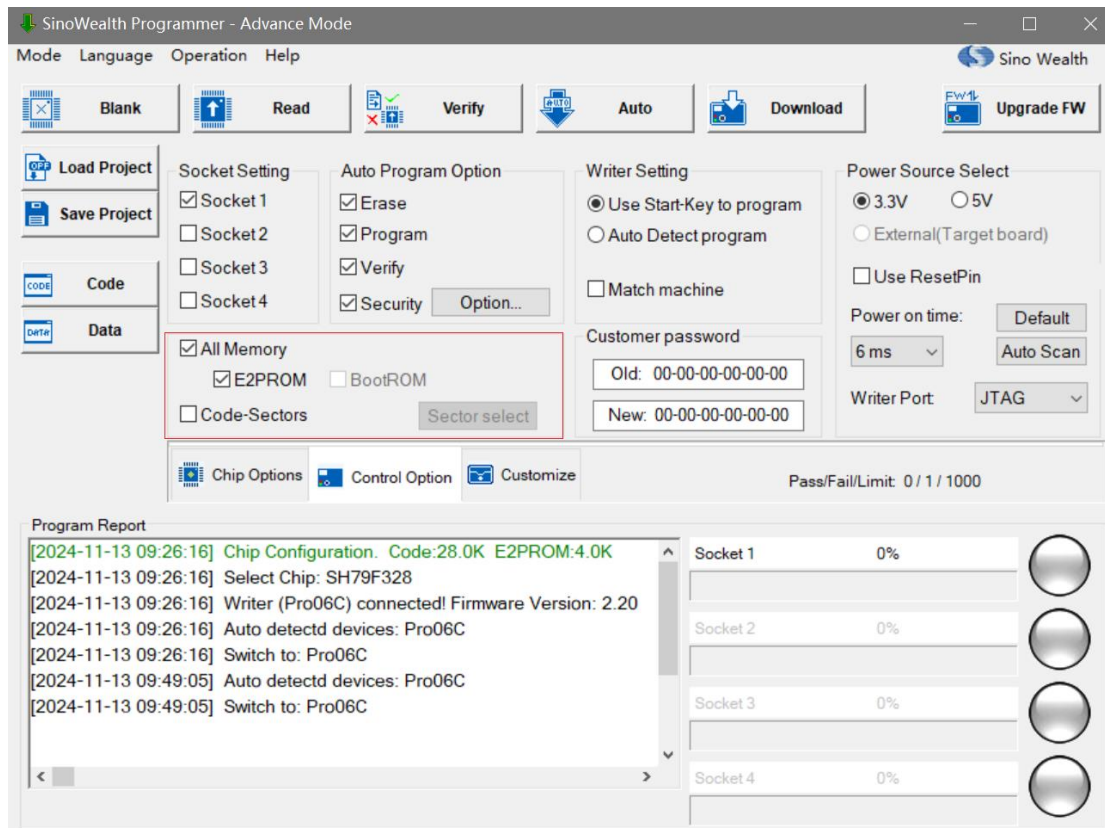 SinoWealth Programmer - Advance Mode
Mode Language Operation Help
Sino Wealth
Blank Read Verify Auto Download Upgrade FW
Load Project
Save Project
Code
Data
Socket Setting
Socket 1
Socket 2
Socket 3
Socket 4
Auto Program Option
Erase
Program
Verify
Security Option...
All Memory
E2PROM BootROM
Code-Sectors Sector select
Writer Setting
Use Start-Key to program
Auto Detect program
Match machine
Customer password
Old: 00-00-00-00-00-00
New: 00-00-00-00-00-00
Power Source Select
3.3V 5V
External(Target board)
Use ResetPin
Power on time: Default
6 ms Auto Scan
Writer Port: JTAG
Chip Options Control Option Customize
Pass/Fail/Limit: 0 / 1 / 1000
Program Report
[2024-11-13 09:26:16] Chip Configuration. Code:28.0K E2PROM:4.0K
[2024-11-13 09:26:16] Select Chip: SH79F328
[2024-11-13 09:26:16] Writer (Pro06C) connected! Firmware Version: 2.20
[2024-11-13 09:26:16] Auto detectd devices: Pro06C
[2024-11-13 09:26:16] Switch to: Pro06C
[2024-11-13 09:49:05] Auto detectd devices: Pro06C
[2024-11-13 09:49:05] Switch to: Pro06C
Socket 1 0%
Socket 2 0%
Socket 3 0%
Socket 4 0%